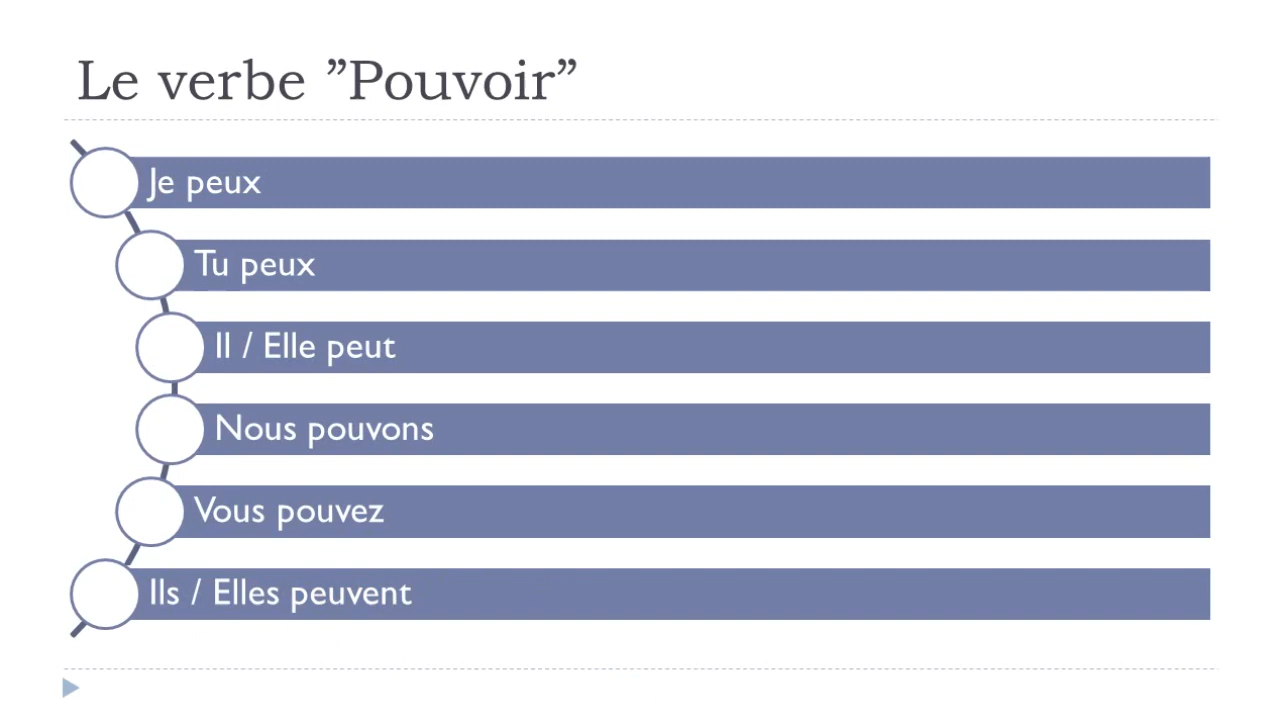 Le verbe ”Pouvoir”
Je peux
Tu peux
Il / Elle peut
Nous pouvons
Vous pouvez
Ils / Elles peuvent